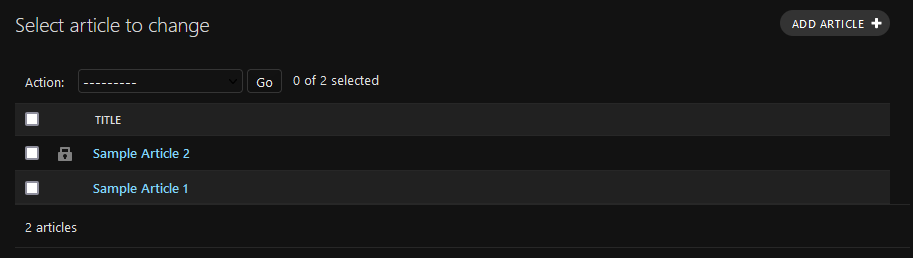 Select article to change
ADD ARTICLE +
Action: --------- Go 0 of 2 selected
TITLE
Sample Article 2
Sample Article 1
2 articles